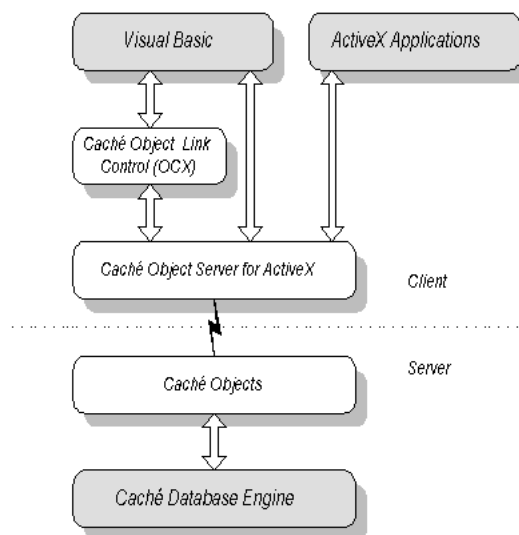 Visual Basic
ActiveX Applications
Caché Object Link
Control (OCX)
Caché Object Server for ActiveX
Client
Server
Caché Objects
Caché Database Engine